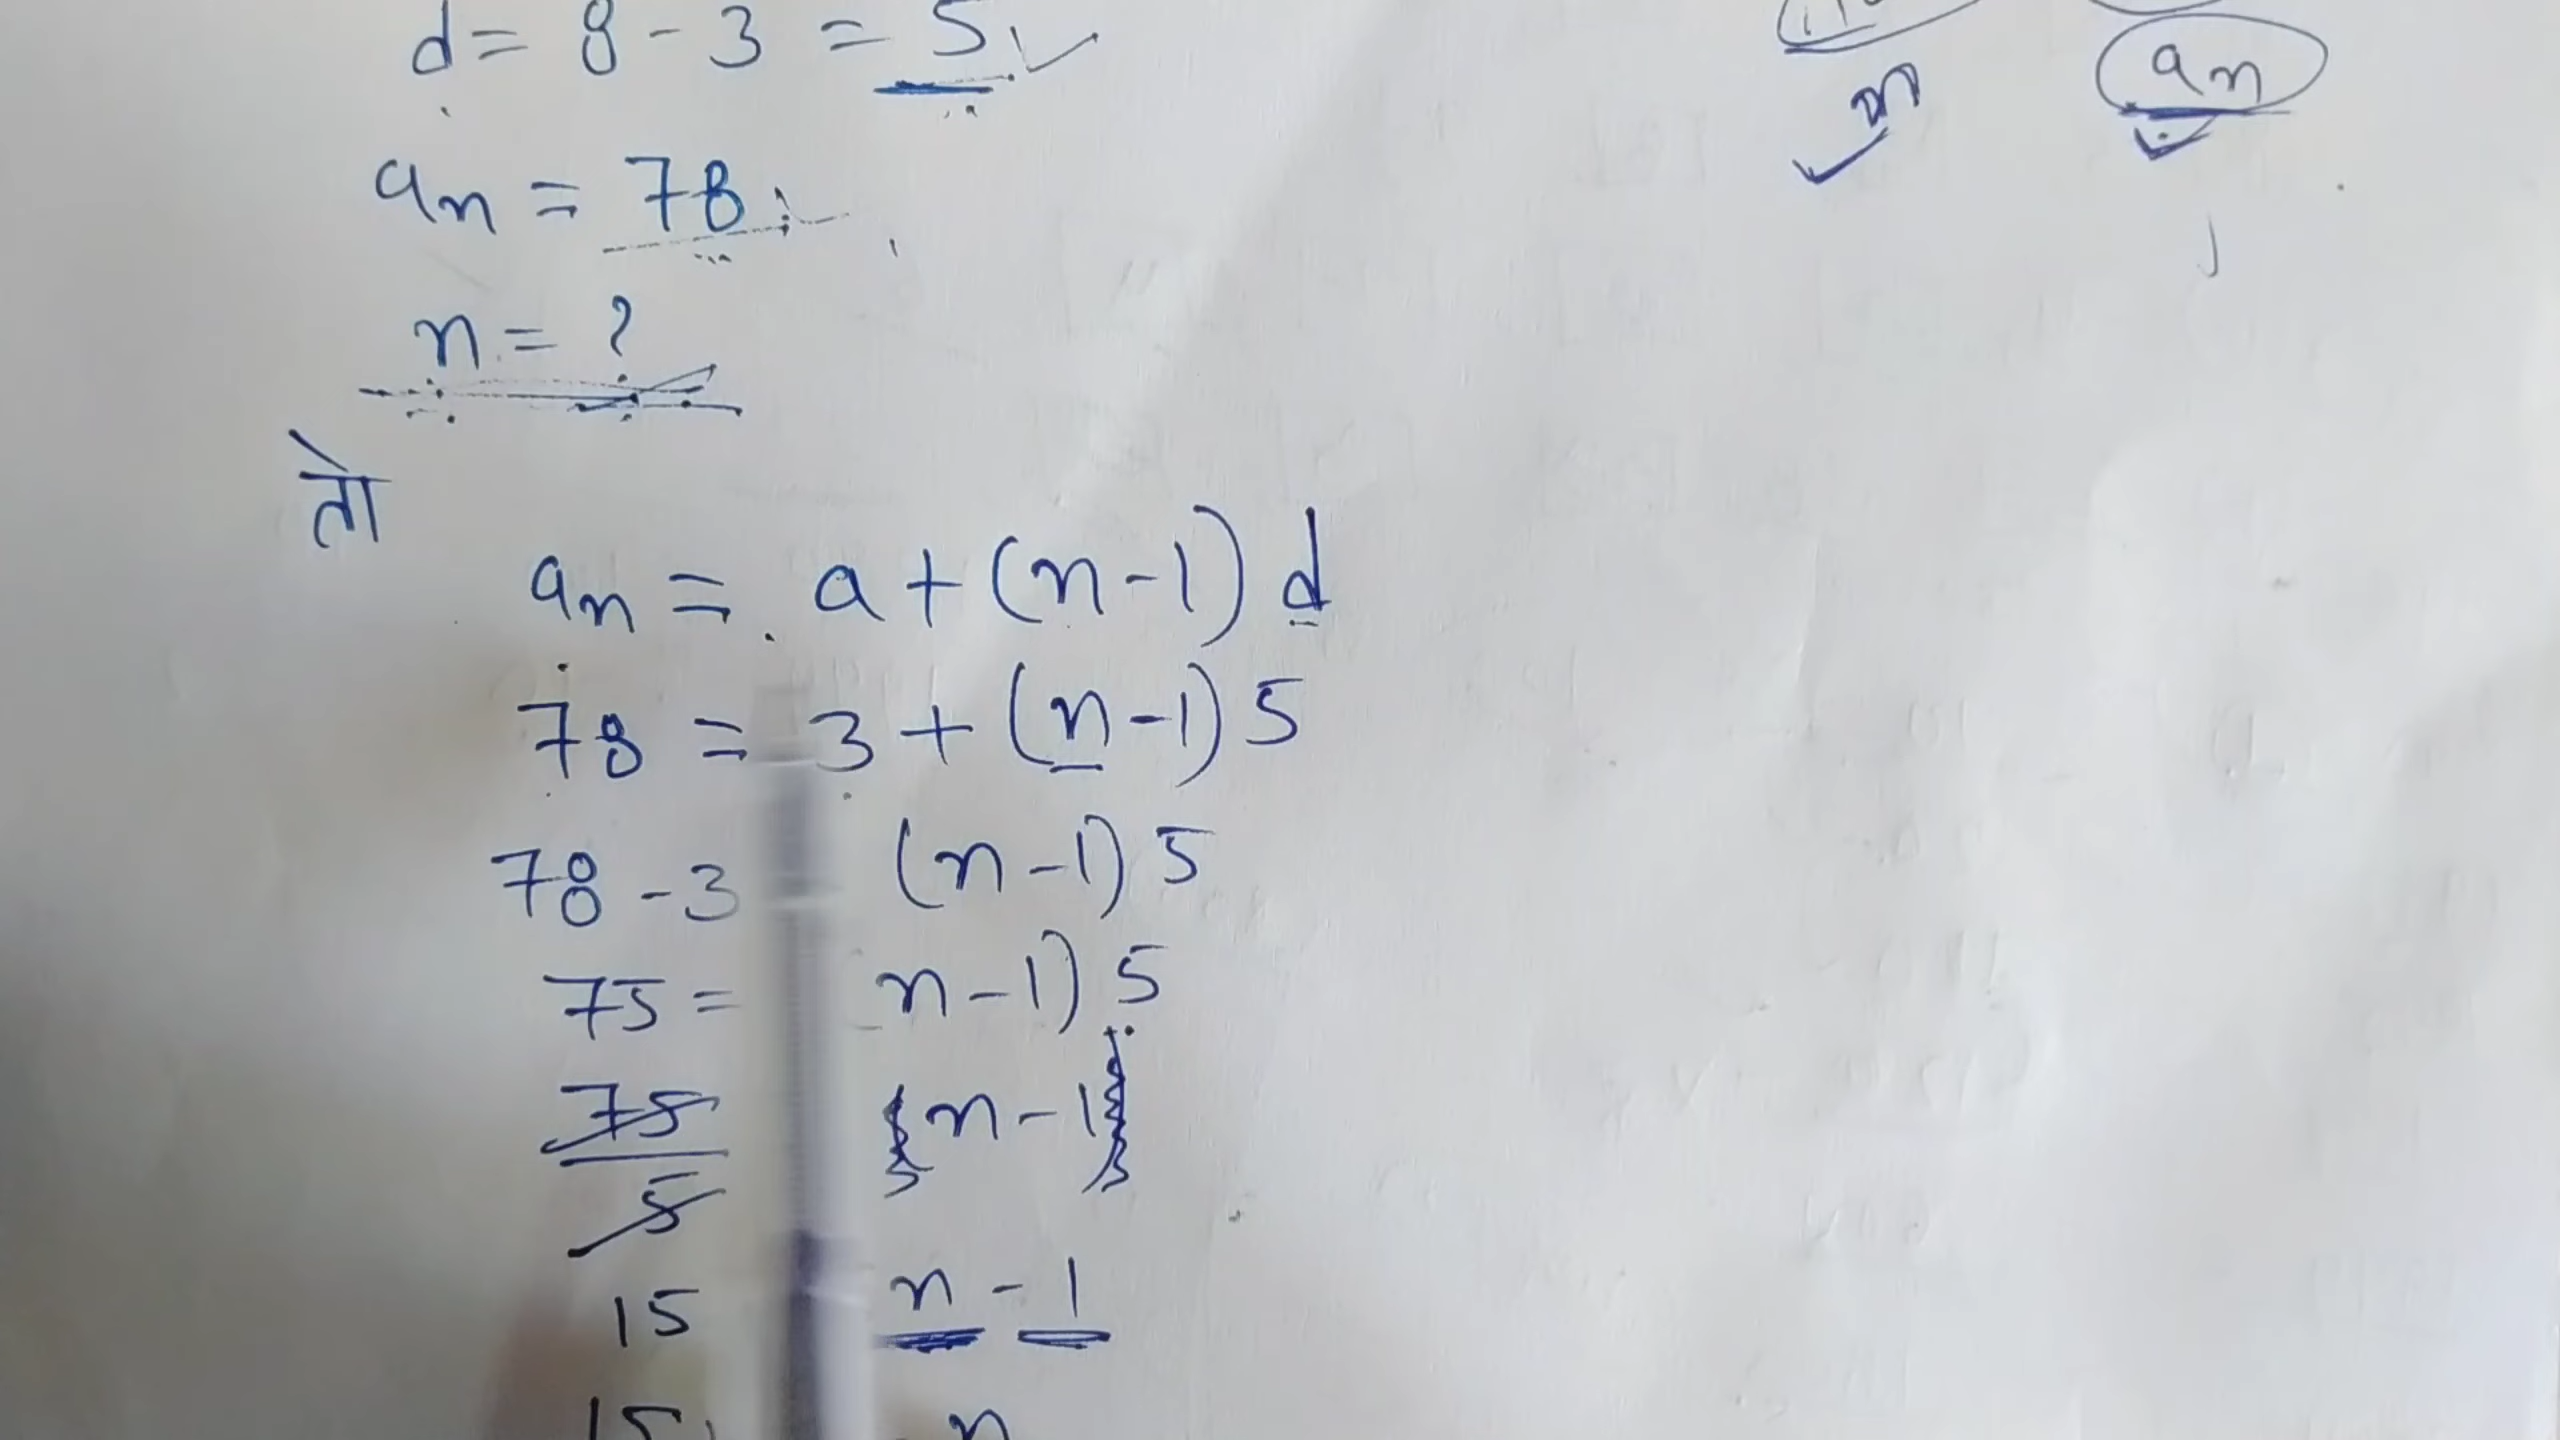 d = 8 - 3 = 5
n
an
an = 78
n = ?
तो
an = a + (n-1) d
78 = 3 + (n-1) 5
78 - 3 (n-1) 5
75 = n-1) 5
75
5
(n-1)
15 n - 1
15 n